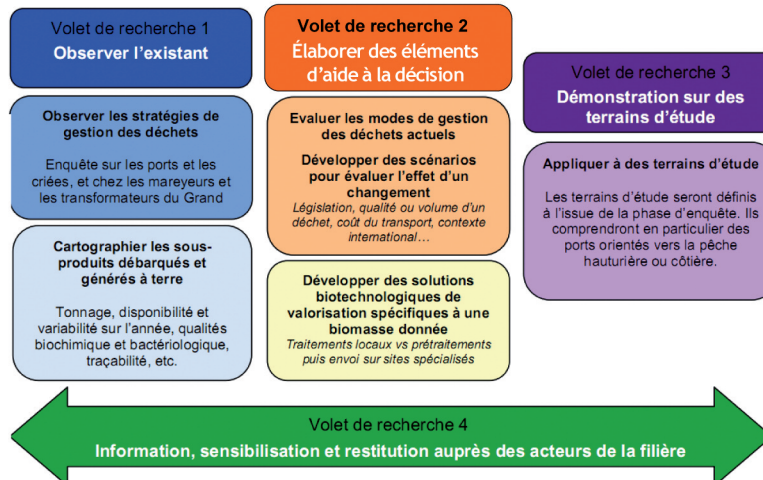 Volet de recherche 1
Observer l'existant
Observer les stratégies de
gestion des déchets
Enquête sur les ports et les
criées, et chez les mareyeurs et
les transformateurs du Grand
Cartographier les sous-
produits débarqués et
générés à terre
Tonnage, disponibilité et
variabilité sur l'année, qualités
biochimique et bactériologique,
traçabilité, etc.
Volet de recherche 2
Élaborer des éléments
d'aide à la décision
Evaluer les modes de gestion
des déchets actuels
Développer des scénarios
pour évaluer l'effet d'un
changement
Législation, qualité ou volume d'un
déchet, coût du transport, contexte
international…
Développer des solutions
biotechnologiques de
valorisation spécifiques à une
biomasse donnée
Traitements locaux vs prétraitements
puis envoi sur sites spécialisés
Volet de recherche 3
Démonstration sur des
terrains d'étude
Appliquer à des terrains d'étude
Les terrains d'étude seront définis
à l'issue de la phase d'enquête. Ils
comprendront en particulier des
ports orientés vers la pêche
hauturière ou côtière.
Volet de recherche 4
Information, sensibilisation et restitution auprès des acteurs de la filière